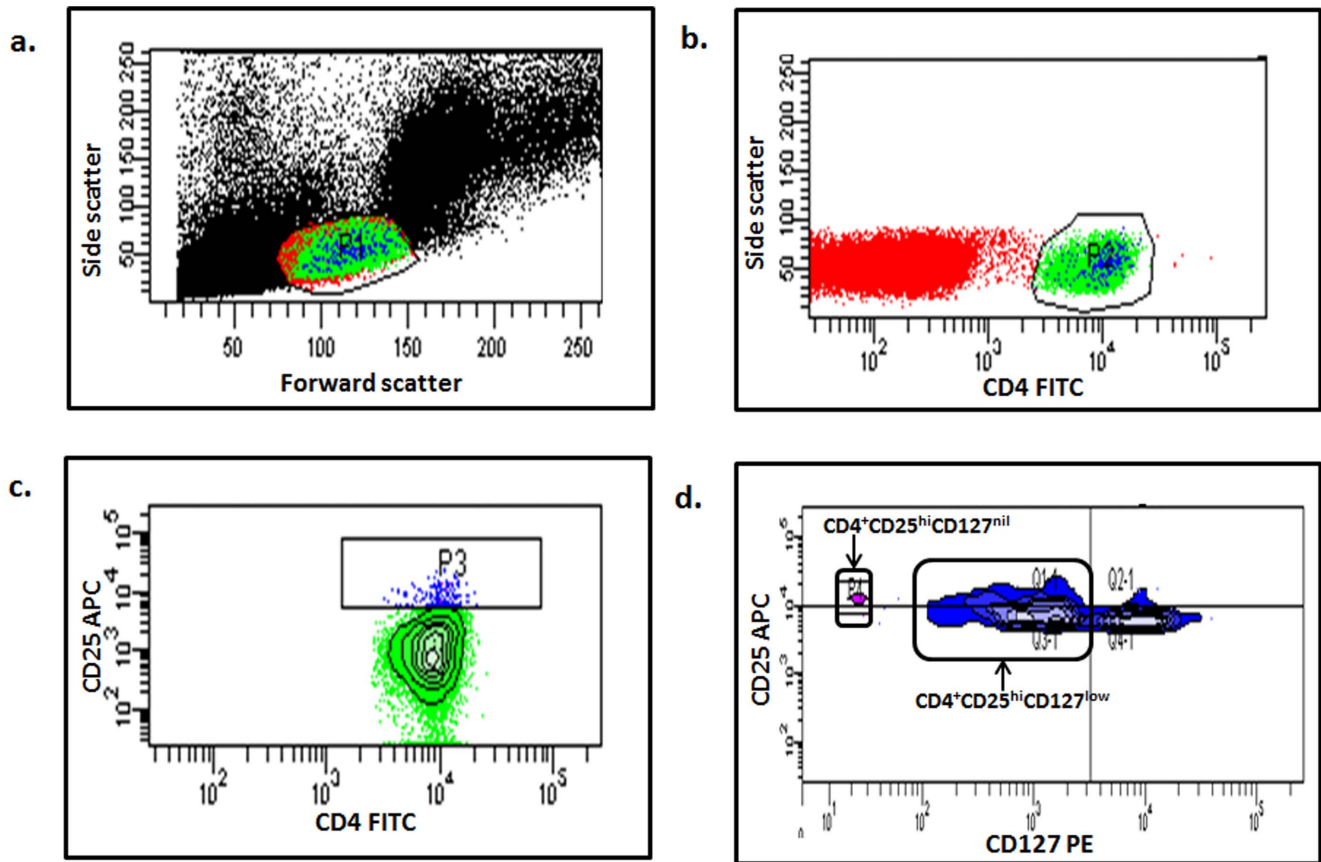 a.
250
200
150
100
50
Side scatter
P1
50 100 150 200 250
Forward scatter
b.
250
200
150
100
50
Side scatter
P2
10² 10³ 10⁴ 10⁵
CD4 FITC
c.
10⁵
10⁴
10³
10²
CD25 APC
P3
10² 10³ 10⁴ 10⁵
CD4 FITC
d.
CD4⁺CD25ʰⁱCD127ⁿⁱˡ
10⁵
10⁴
10³
10²
CD25 APC
P4
Q1-1 Q2-1
Q3-1 Q4-1
CD4⁺CD25ʰⁱCD127ˡᵒʷ
0 10¹ 10² 10³ 10⁴ 10⁵
CD127 PE